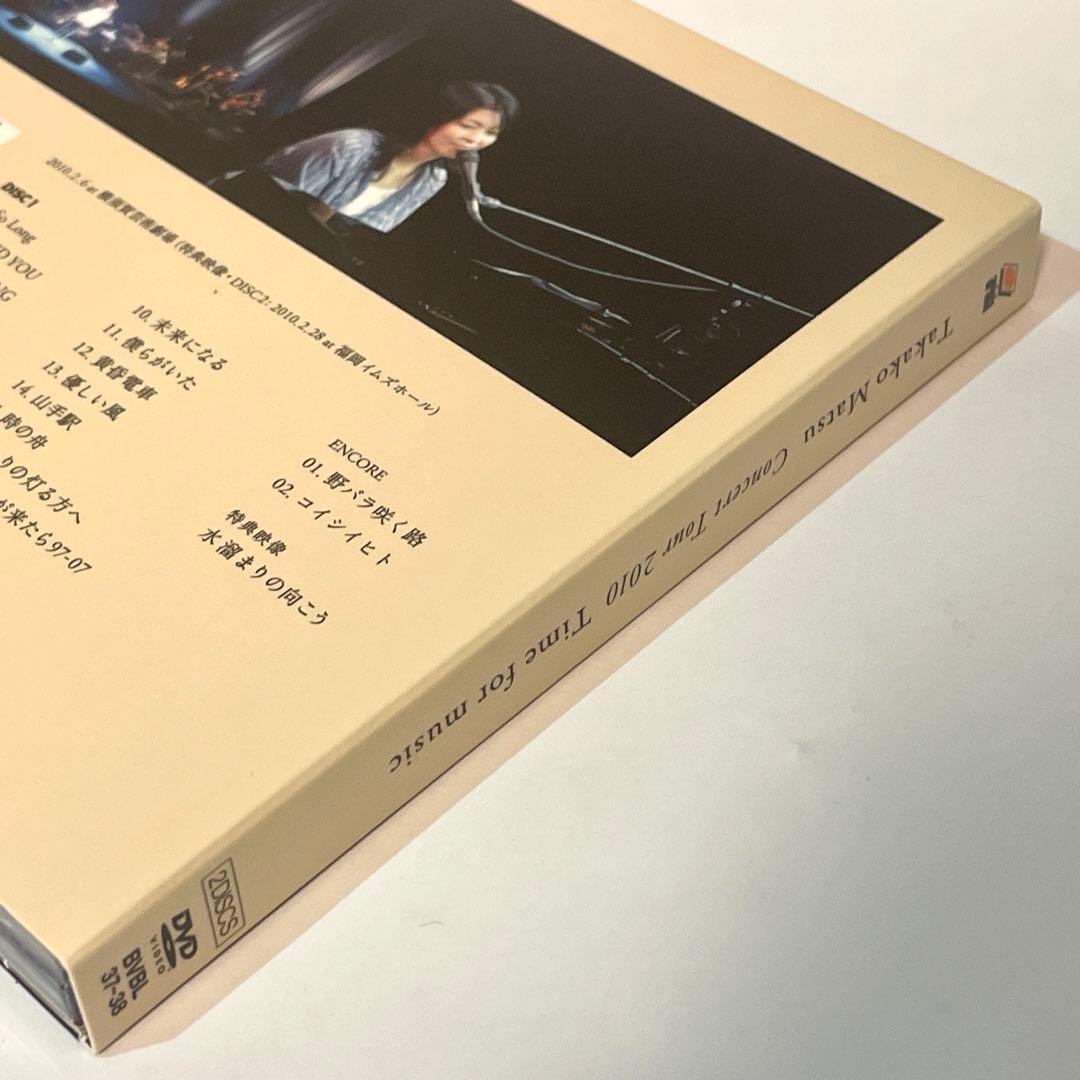 2010.2.6 at 横須賀芸術劇場 (特典映像・DISC2: 2010.2.28 at 福岡イムズホール)
DISC 1
So Long
D YOU
NG
10. 未来になる
11. 僕らがいた
12. 黄昏電車
13. 優しい風
14. 山手駅
時の舟
りの灯る方へ
が来たら97-07
ENCORE
01. 野バラ咲く路
02. コイシイヒト
特典映像
水溜まりの向こう
Takako Matsu Concert Tour 2010 Time for music
2DISCS
DVD
VIDEO
BVBL
37~38